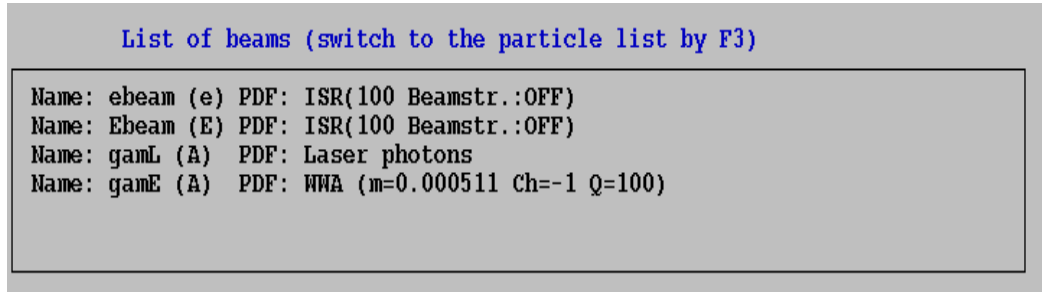 List of beams (switch to the particle list by F3)
Name: ebeam (e) PDF: ISR(100 Beamstr.:OFF)
Name: Ebeam (E) PDF: ISR(100 Beamstr.:OFF)
Name: gamL (A) PDF: Laser photons
Name: gamE (A) PDF: WWA (m=0.000511 Ch=-1 Q=100)